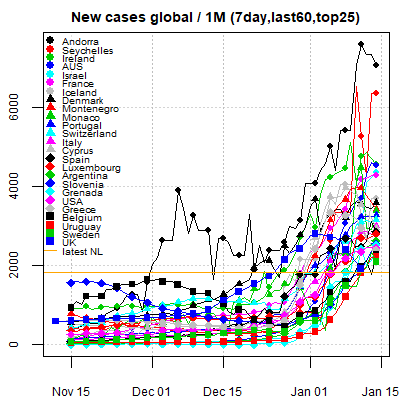 New cases global / 1M (7day,last60,top25)
Andorra
Seychelles
Ireland
AUS
Israel
France
Iceland
Denmark
Montenegro
Monaco
Portugal
Switzerland
Italy
Cyprus
Spain
Luxembourg
Argentina
Slovenia
Grenada
USA
Greece
Belgium
Uruguay
Sweden
UK
latest NL
0
2000
4000
6000
Nov 15
Dec 01
Dec 15
Jan 01
Jan 15